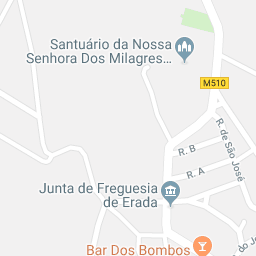 Santuário da Nossa
Senhora Dos Milagres...
M510
R. de São José
R. B
R. A
Junta de Freguesia
de Erada
Bar Dos Bombos